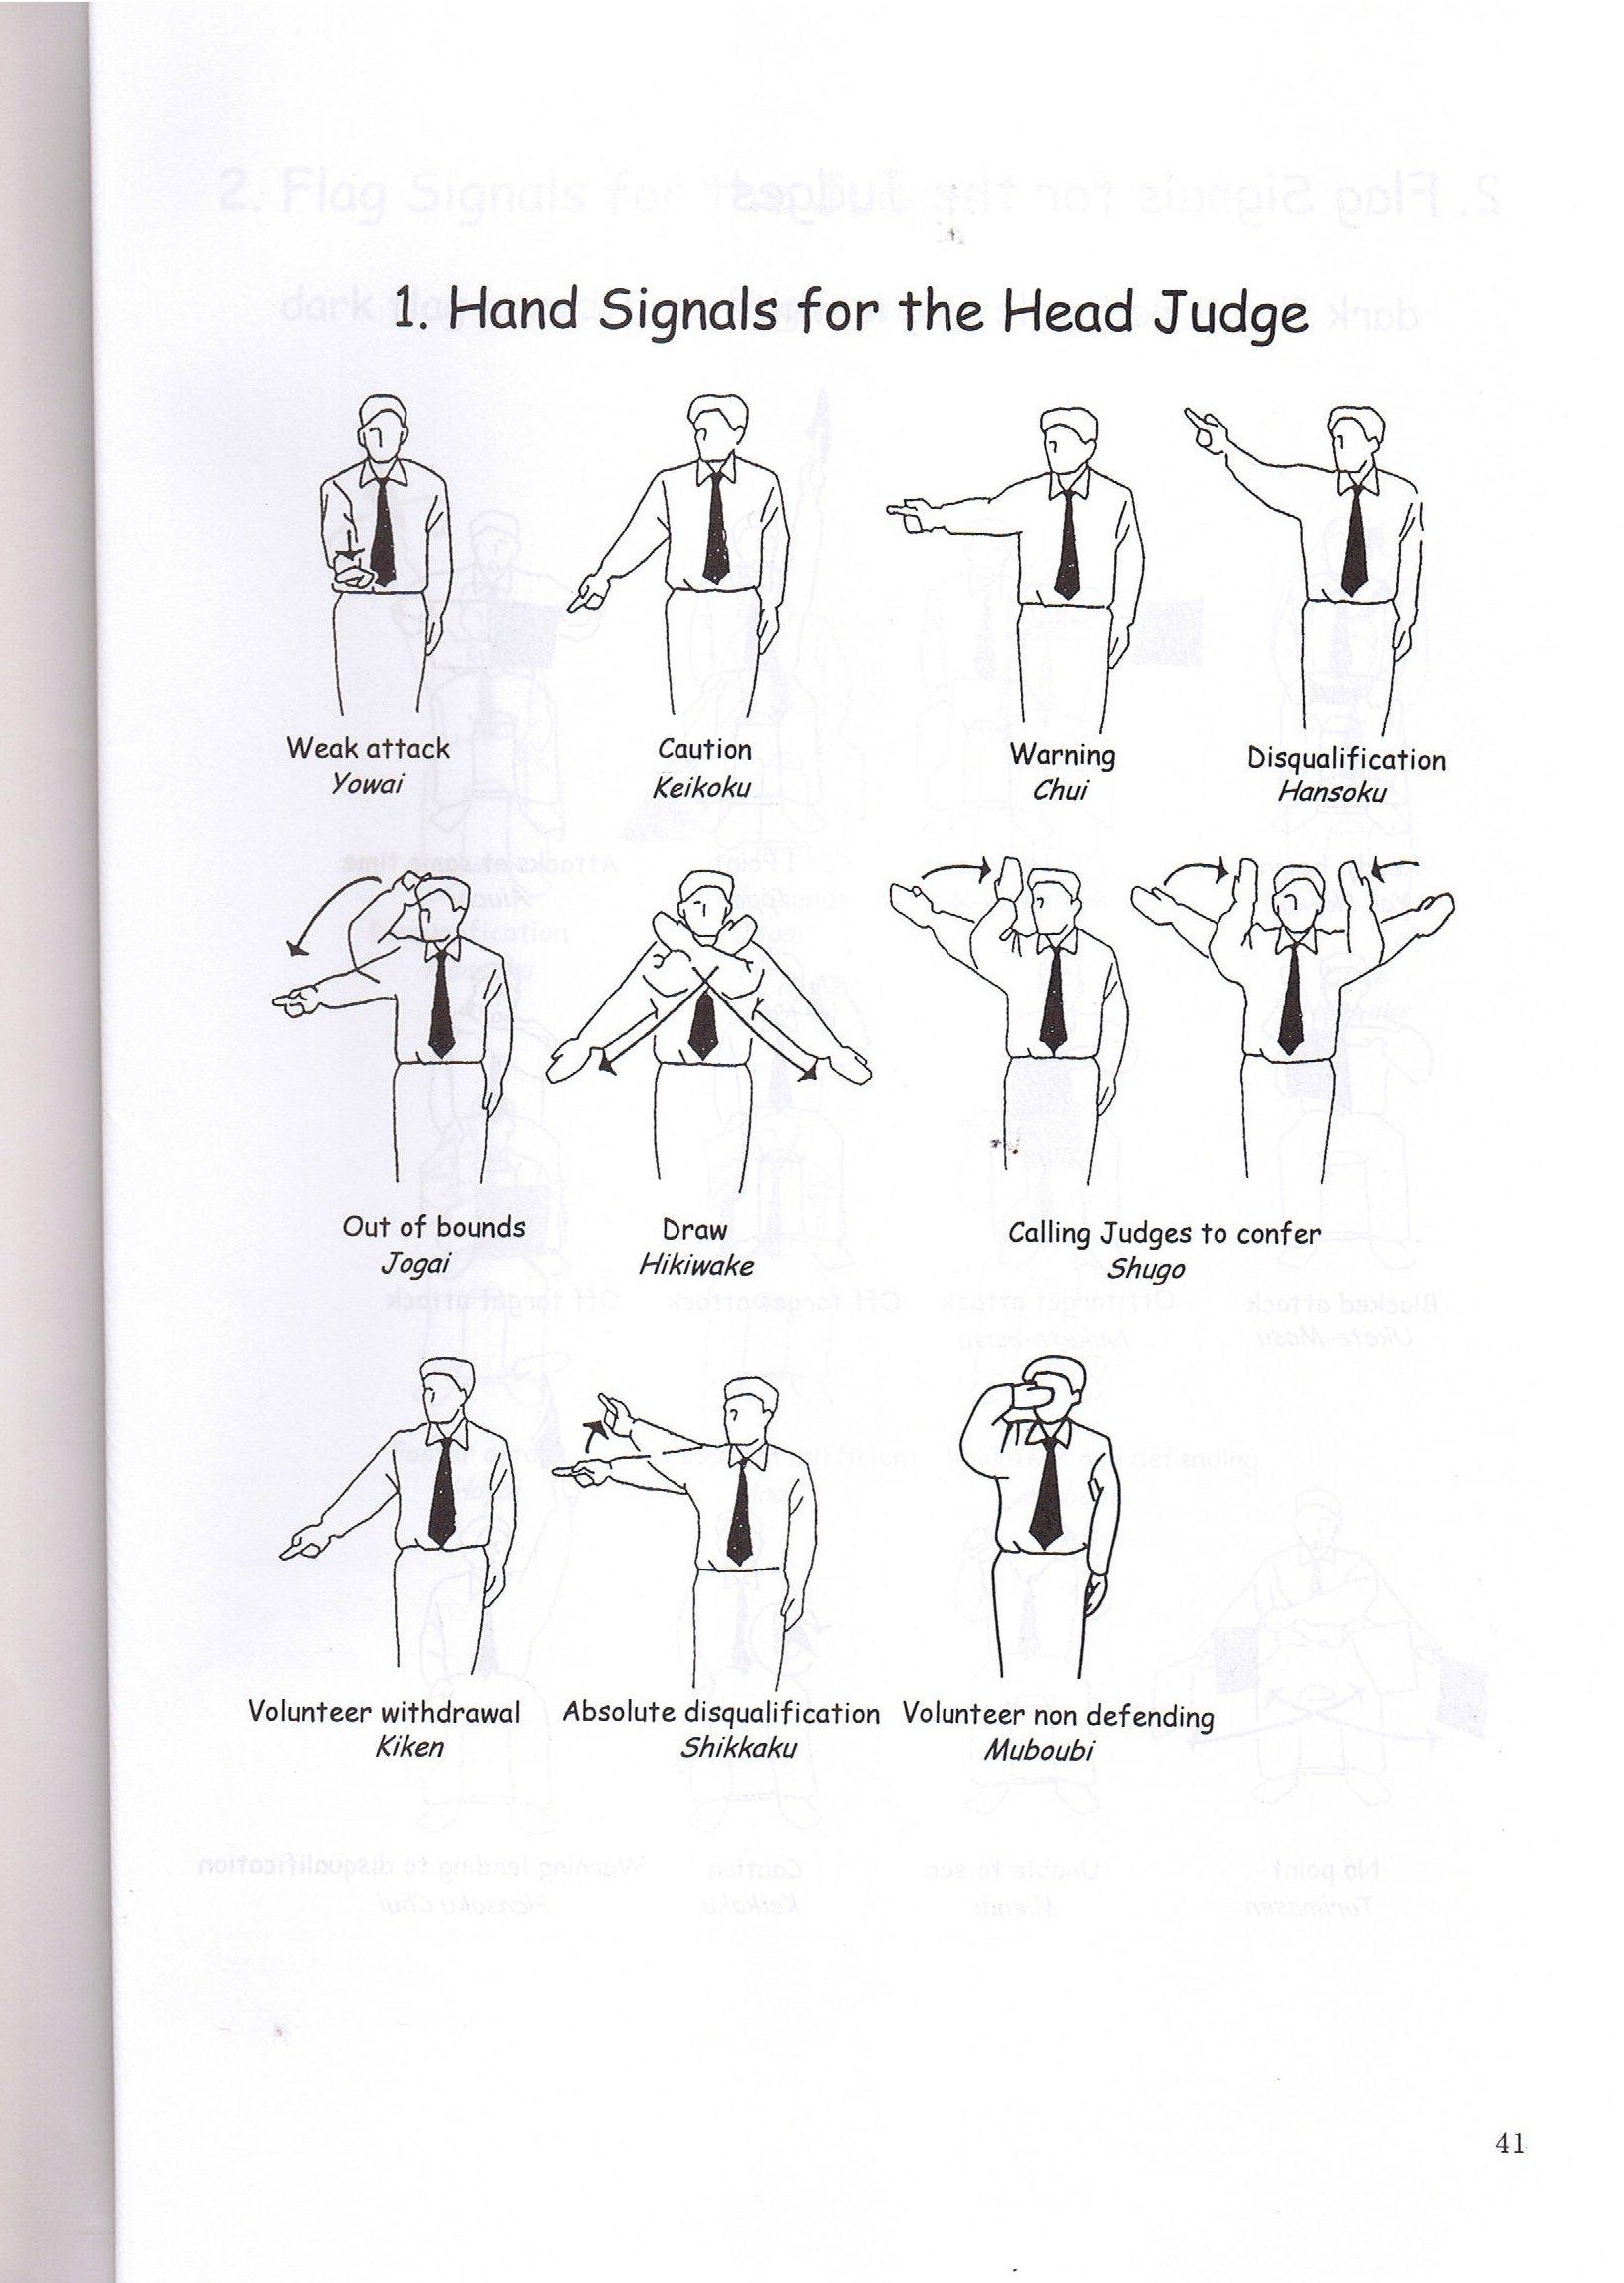 1. Hand Signals for the Head Judge
Weak attack
Yowai
Caution
Keikoku
Warning
Chui
Disqualification
Hansoku
Out of bounds
Jogai
Draw
Hikiwake
Calling Judges to confer
Shugo
Volunteer withdrawal
Kiken
Absolute disqualification
Shikkaku
Volunteer non defending
Muboubi
41